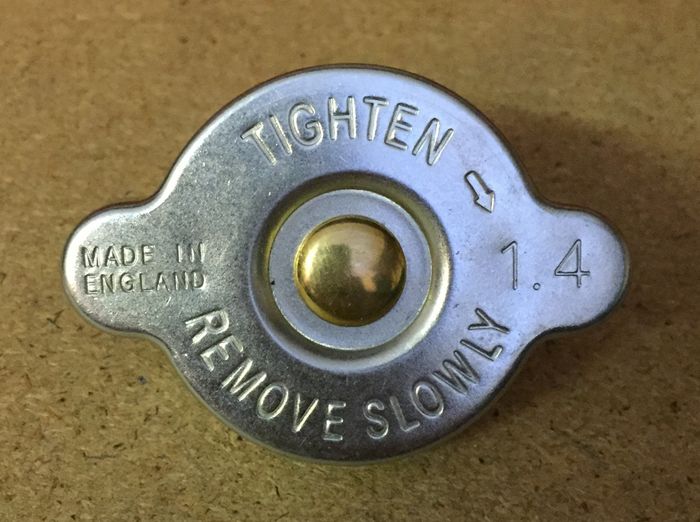 TIGHTEN
MADE IN
ENGLAND
1.4
REMOVE SLOWLY